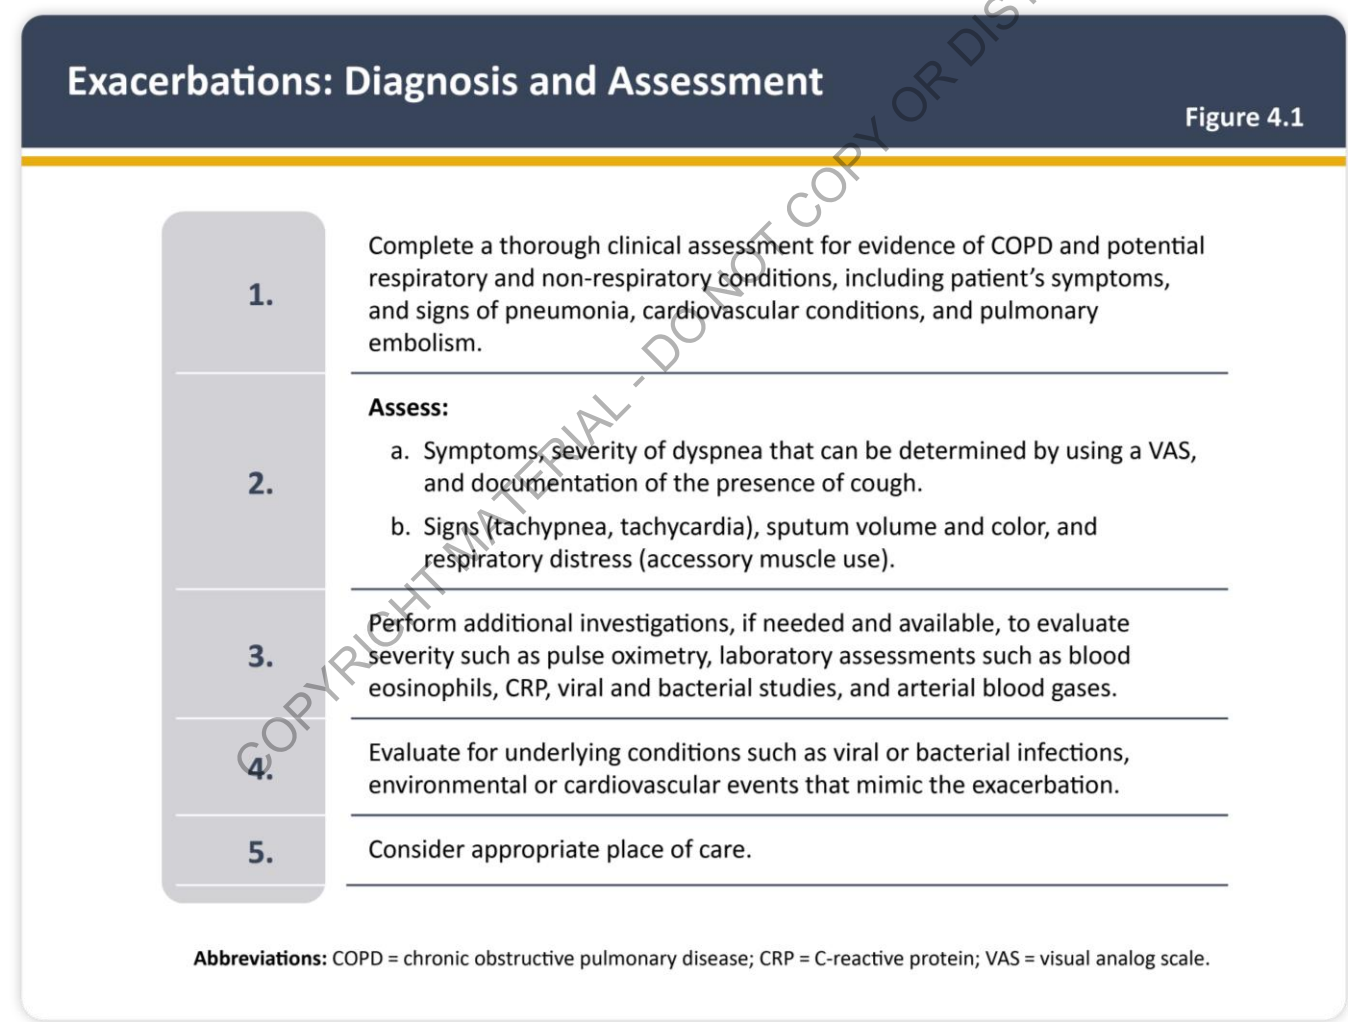 Exacerbations: Diagnosis and Assessment
Figure 4.1
1.
Complete a thorough clinical assessment for evidence of COPD and potential
respiratory and non-respiratory conditions, including patient’s symptoms,
and signs of pneumonia, cardiovascular conditions, and pulmonary
embolism.
2.
Assess:
a. Symptoms, severity of dyspnea that can be determined by using a VAS,
and documentation of the presence of cough.
b. Signs (tachypnea, tachycardia), sputum volume and color, and
respiratory distress (accessory muscle use).
3.
Perform additional investigations, if needed and available, to evaluate
severity such as pulse oximetry, laboratory assessments such as blood
eosinophils, CRP, viral and bacterial studies, and arterial blood gases.
4.
Evaluate for underlying conditions such as viral or bacterial infections,
environmental or cardiovascular events that mimic the exacerbation.
5.
Consider appropriate place of care.
Abbreviations: COPD = chronic obstructive pulmonary disease; CRP = C-reactive protein; VAS = visual analog scale.
COPYRIGHT MATERIAL - DO NOT COPY OR